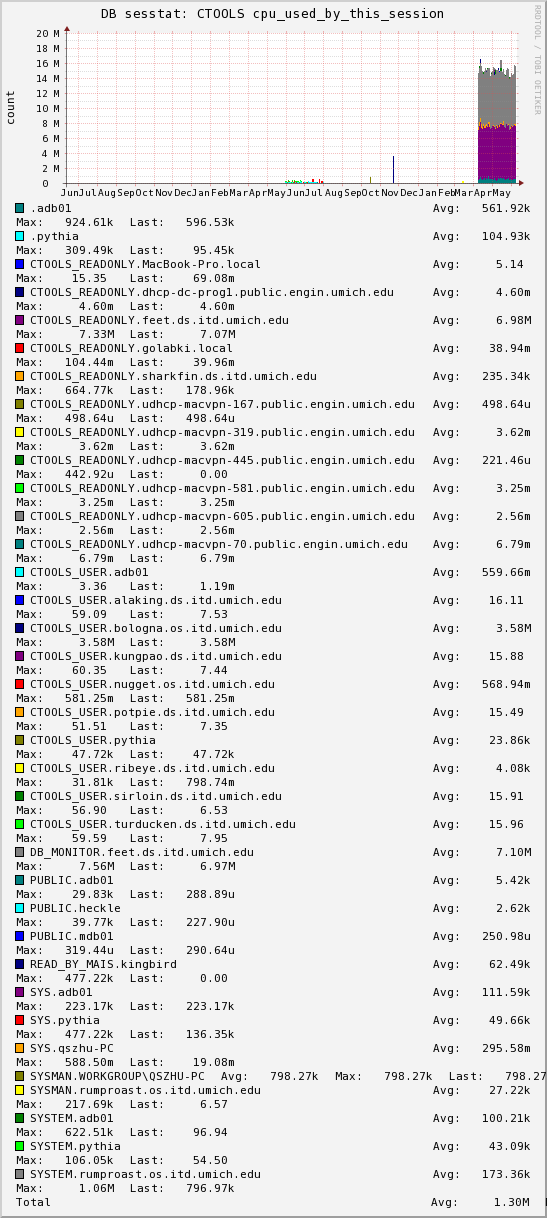 DB sesstat: CTOOLS cpu_used_by_this_session
RRDTOOL / TOBI OETIKER
count
20 M
18 M
16 M
14 M
12 M
10 M
8 M
6 M
4 M
2 M
0
JunJulAugSepOctNovDecJanFebMarAprMayJunJulAugSepOctNovDecJanFebMarAprMay
.adb01 Avg: 561.92k
Max: 924.61k Last: 596.53k
.pythia Avg: 104.93k
Max: 309.49k Last: 95.45k
CTOOLS_READONLY.MacBook-Pro.local Avg: 5.14
Max: 15.35 Last: 69.08m
CTOOLS_READONLY.dhcp-dc-prog1.public.engin.umich.edu Avg: 4.60m
Max: 4.60m Last: 4.60m
CTOOLS_READONLY.feet.ds.itd.umich.edu Avg: 6.98M
Max: 7.33M Last: 7.07M
CTOOLS_READONLY.golabki.local Avg: 38.94m
Max: 104.44m Last: 39.96m
CTOOLS_READONLY.sharkfin.ds.itd.umich.edu Avg: 235.34k
Max: 664.77k Last: 178.96k
CTOOLS_READONLY.udhcp-macvpn-167.public.engin.umich.edu Avg: 498.64u
Max: 498.64u Last: 498.64u
CTOOLS_READONLY.udhcp-macvpn-319.public.engin.umich.edu Avg: 3.62m
Max: 3.62m Last: 3.62m
CTOOLS_READONLY.udhcp-macvpn-445.public.engin.umich.edu Avg: 221.46u
Max: 442.92u Last: 0.00
CTOOLS_READONLY.udhcp-macvpn-581.public.engin.umich.edu Avg: 3.25m
Max: 3.25m Last: 3.25m
CTOOLS_READONLY.udhcp-macvpn-605.public.engin.umich.edu Avg: 2.56m
Max: 2.56m Last: 2.56m
CTOOLS_READONLY.udhcp-macvpn-70.public.engin.umich.edu Avg: 6.79m
Max: 6.79m Last: 6.79m
CTOOLS_USER.adb01 Avg: 559.66m
Max: 3.36 Last: 1.19m
CTOOLS_USER.alaking.ds.itd.umich.edu Avg: 16.11
Max: 59.09 Last: 7.53
CTOOLS_USER.bologna.os.itd.umich.edu Avg: 3.58M
Max: 3.58M Last: 3.58M
CTOOLS_USER.kungpao.ds.itd.umich.edu Avg: 15.88
Max: 60.35 Last: 7.44
CTOOLS_USER.nugget.os.itd.umich.edu Avg: 568.94m
Max: 581.25m Last: 581.25m
CTOOLS_USER.potpie.ds.itd.umich.edu Avg: 15.49
Max: 51.51 Last: 7.35
CTOOLS_USER.pythia Avg: 23.86k
Max: 47.72k Last: 47.72k
CTOOLS_USER.ribeye.ds.itd.umich.edu Avg: 4.08k
Max: 31.81k Last: 798.74m
CTOOLS_USER.sirloin.ds.itd.umich.edu Avg: 15.91
Max: 56.90 Last: 6.53
CTOOLS_USER.turducken.ds.itd.umich.edu Avg: 15.96
Max: 59.59 Last: 7.95
DB_MONITOR.feet.ds.itd.umich.edu Avg: 7.10M
Max: 7.56M Last: 6.97M
PUBLIC.adb01 Avg: 5.42k
Max: 29.83k Last: 288.89u
PUBLIC.heckle Avg: 2.62k
Max: 39.77k Last: 227.90u
PUBLIC.mdb01 Avg: 250.98u
Max: 319.44u Last: 290.64u
READ_BY_MAIS.kingbird Avg: 62.49k
Max: 477.22k Last: 0.00
SYS.adb01 Avg: 111.59k
Max: 223.17k Last: 223.17k
SYS.pythia Avg: 49.66k
Max: 477.22k Last: 136.35k
SYS.qszhu-PC Avg: 295.58m
Max: 588.50m Last: 19.08m
SYSMAN.WORKGROUP\QSZHU-PC Avg: 798.27k Max: 798.27k Last: 798.27
SYSMAN.rumproast.os.itd.umich.edu Avg: 27.22k
Max: 217.69k Last: 6.57
SYSTEM.adb01 Avg: 100.21k
Max: 622.51k Last: 96.94
SYSTEM.pythia Avg: 43.09k
Max: 106.05k Last: 54.50
SYSTEM.rumproast.os.itd.umich.edu Avg: 173.36k
Max: 1.06M Last: 796.97k
Total Avg: 1.30M